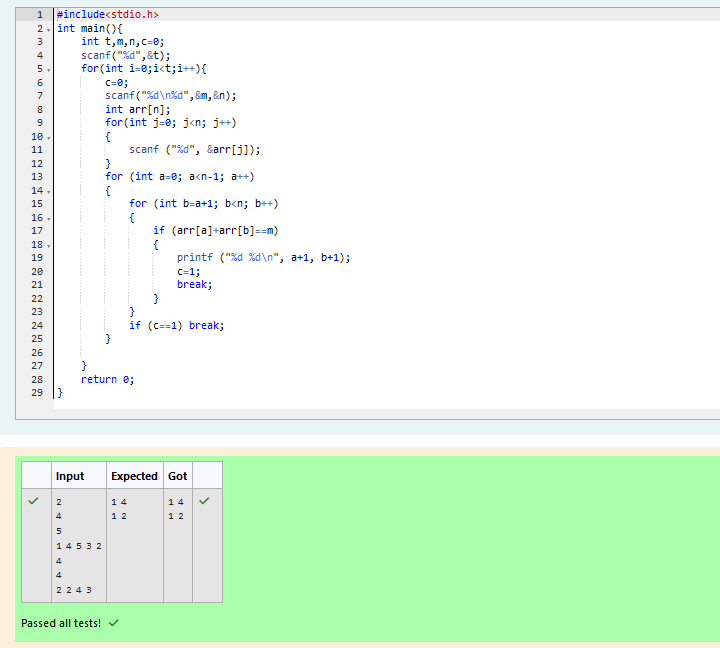 1 #include<stdio.h>
2 int main(){
3 int t,m,n,c=0;
4 scanf("%d",&t);
5 for(int i=0;i<t;i++){
6 c=0;
7 scanf("%d\n%d",&m,&n);
8 int arr[n];
9 for(int j=0; j<n; j++)
10 {
11 scanf ("%d", &arr[j]);
12 }
13 for (int a=0; a<n-1; a++)
14 {
15 for (int b=a+1; b<n; b++)
16 {
17 if (arr[a]+arr[b]==m)
18 {
19 printf ("%d %d\n", a+1, b+1);
20 c=1;
21 break;
22 }
23 }
24 if (c==1) break;
25 }
26
27 }
28 return 0;
29 }
Input Expected Got
2 1 4 1 4
4 1 2 1 2
5
1 4 5 3 2
4
4
2 2 4 3
Passed all tests!